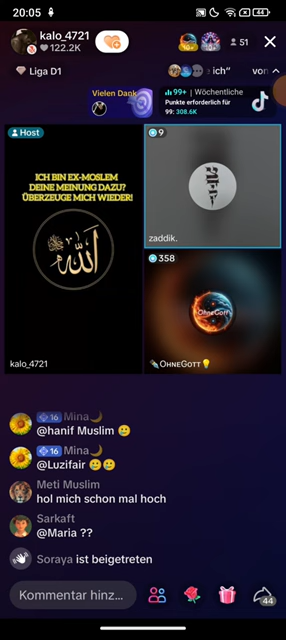 20:05
44
kalo_4721
122.2K
51
Liga D1
ich“
von
Vielen Dank
99+ | Wöchentliche
Punkte erforderlich für
99: 308.6K
Host
9
ICH BIN EX-MOSLEM
DEINE MEINUNG DAZU?
ÜBERZEUGE MICH WIEDER!
الله
kalo_4721
zaddik.
358
OhneGott
OhneGott
16 Mina🌙
@hanif Muslim 🥲
16 Mina🌙
@Luzifair 🥲🥲
Meti Muslim
hol mich schon mal hoch
Sarkaft
@Maria ??
Soraya ist beigetreten
Kommentar hinz...
44